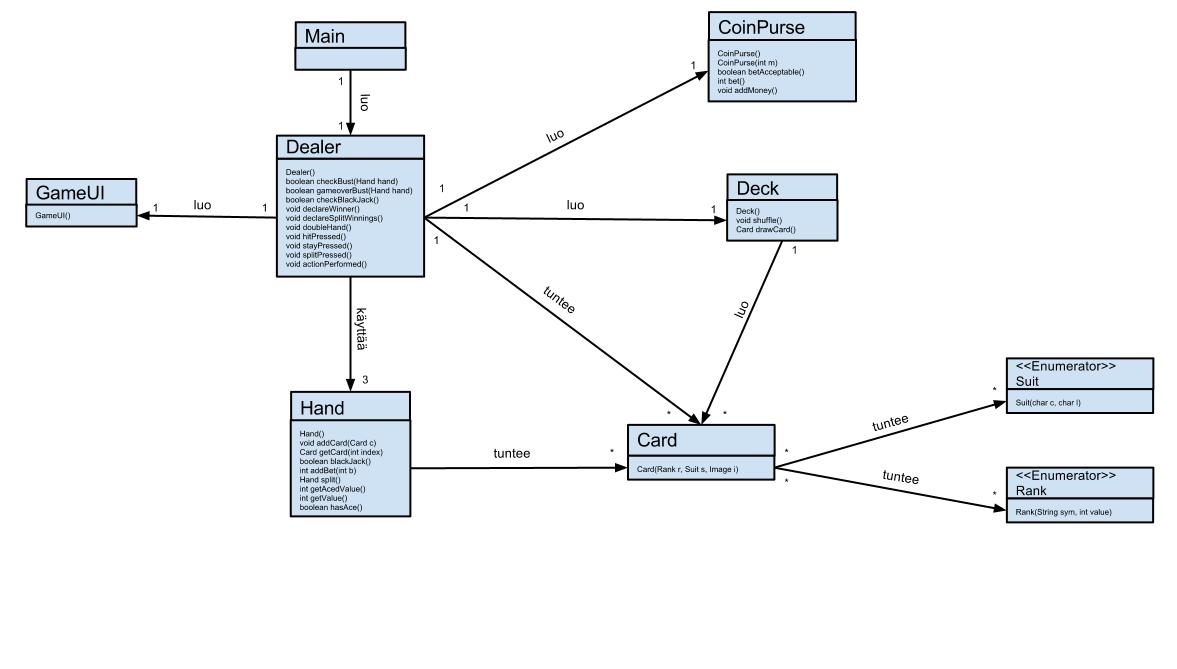 Main
1
luo
1
CoinPurse
CoinPurse()
CoinPurse(int m)
boolean betAcceptable()
int bet()
void addMoney()
1
luo
1
Dealer
Dealer()
boolean checkBust(Hand hand)
boolean gameoverBust(Hand hand)
boolean checkBlackJack()
void declareWinner()
void declareSplitWinnings()
void doubleHand()
void hitPressed()
void stayPressed()
void splitPressed()
void actionPerformed()
GameUI
GameUI()
1
luo
1
1
luo
1
Deck
Deck()
void shuffle()
Card drawCard()
1
luo
*
1
tuntee
*
käyttää
3
Hand
Hand()
void addCard(Card c)
Card getCard(int index)
boolean blackJack()
int addBet(int b)
Hand split()
int getAcedValue()
int getValue()
boolean hasAce()
tuntee
*
Card
Card(Rank r, Suit s, Image i)
*
tuntee
*
<<Enumerator>>
Suit
Suit(char c, char l)
*
tuntee
*
<<Enumerator>>
Rank
Rank(String sym, int value)